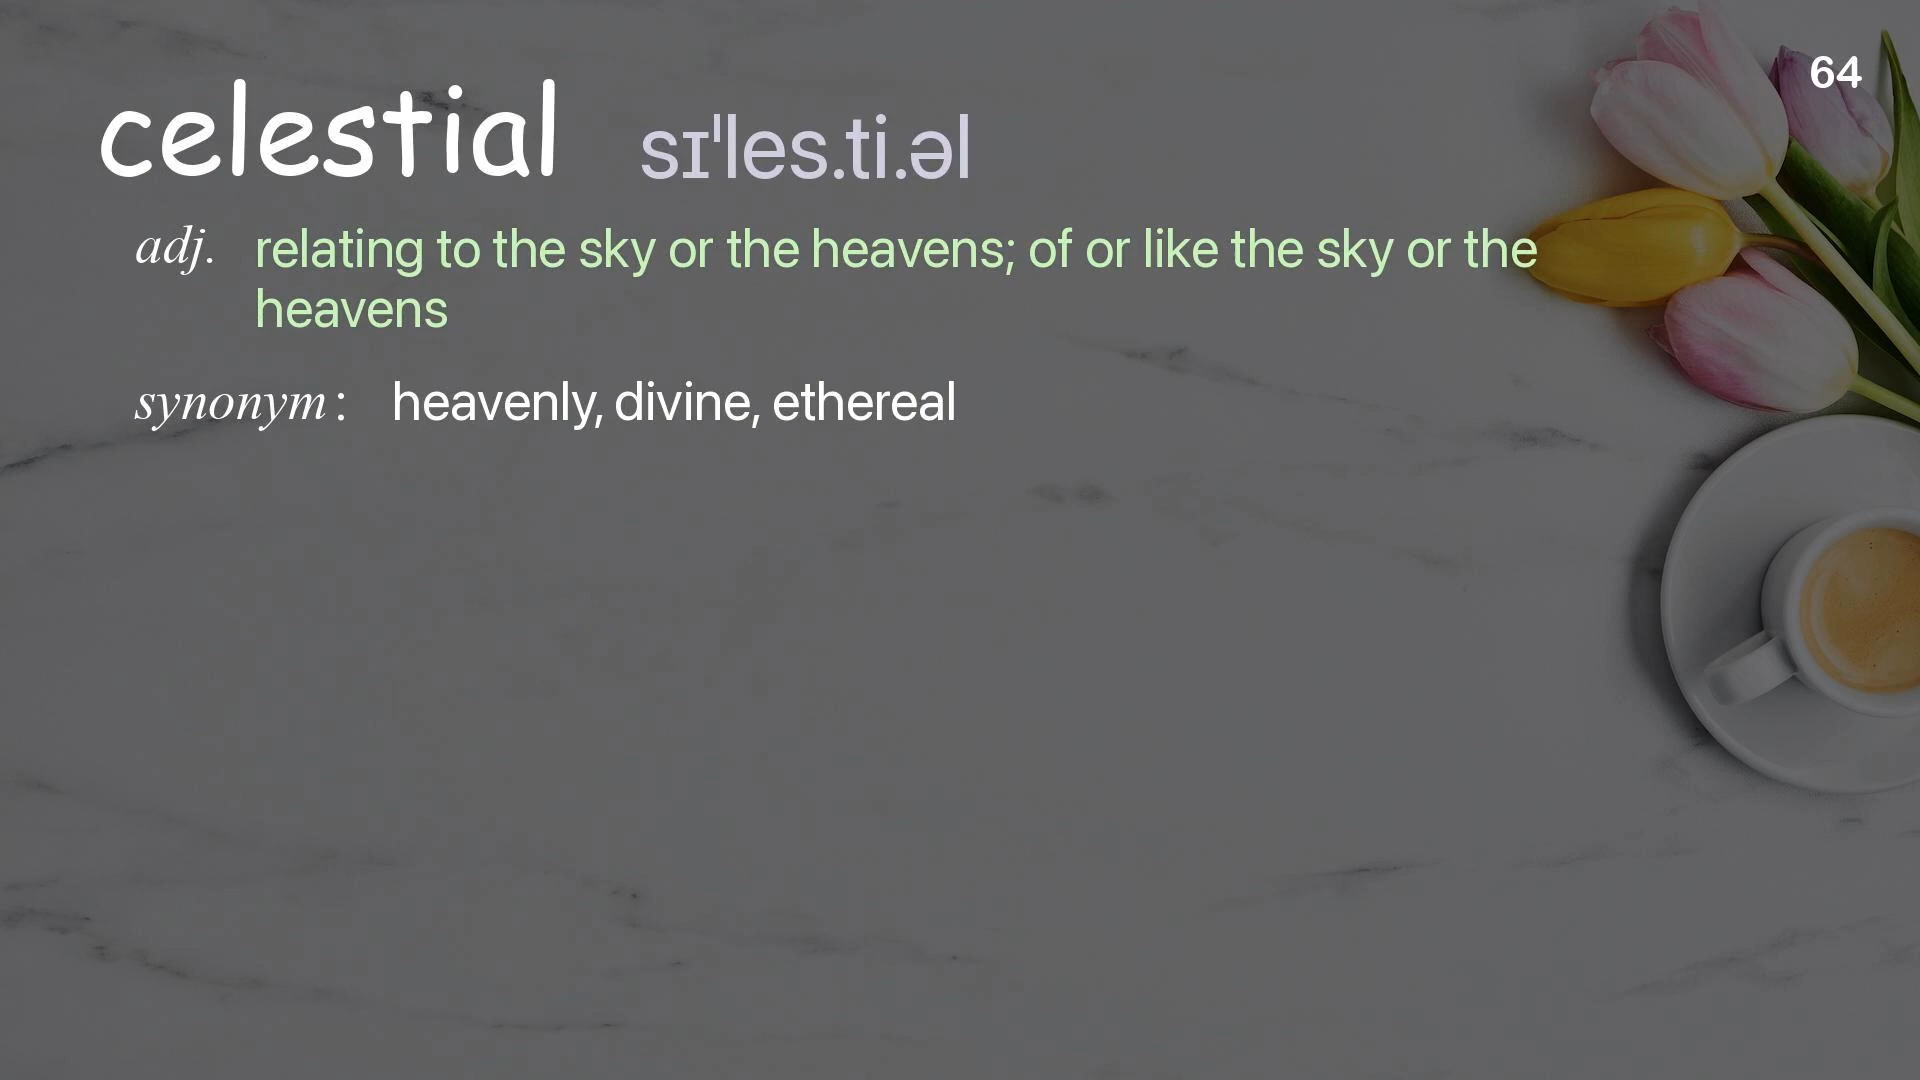 64
celestial sɪˈles.ti.əl
adj. relating to the sky or the heavens; of or like the sky or the
heavens
synonym: heavenly, divine, ethereal